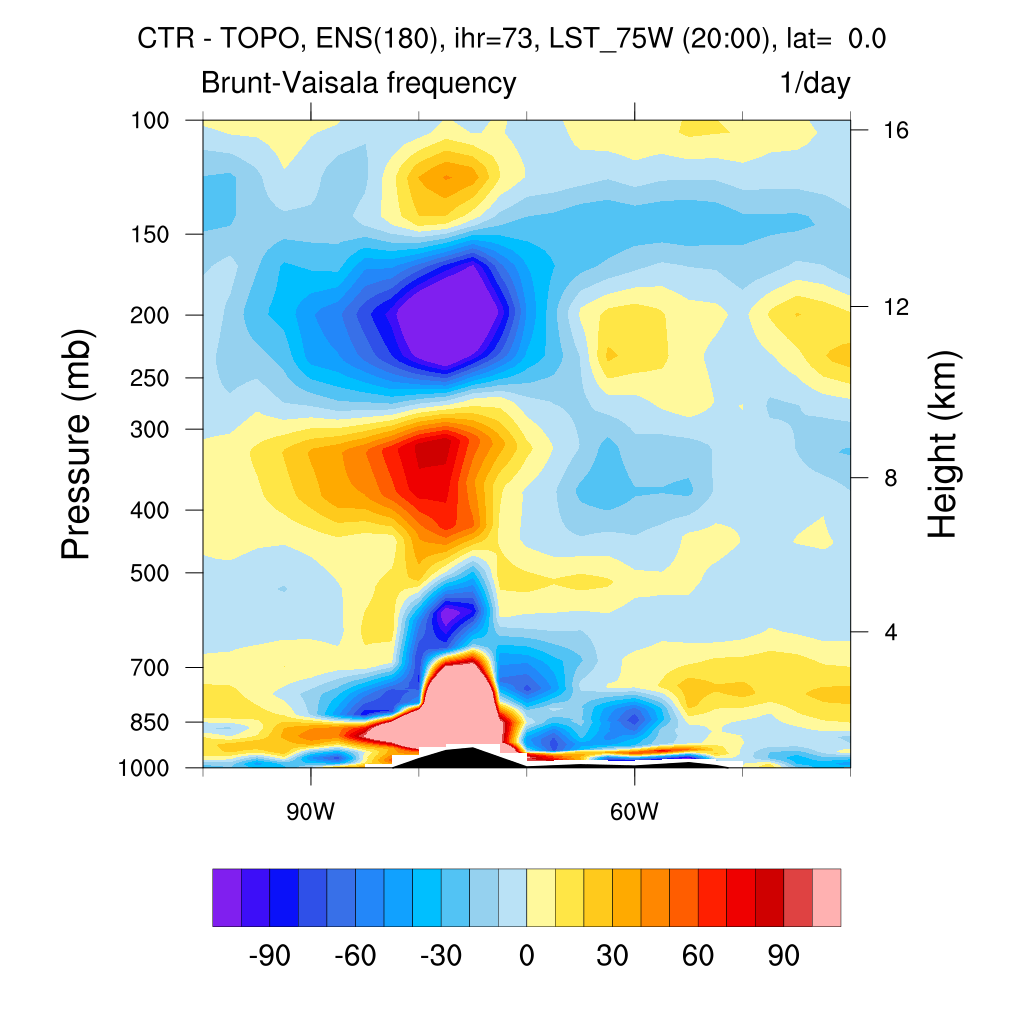 CTR - TOPO, ENS(180), ihr=73, LST_75W (20:00), lat=  0.0
Brunt-Vaisala frequency 1/day
100
150
200
250
300
400
500
700
850
1000
Pressure (mb)
16
12
8
4
Height (km)
90W 60W
-90 -60 -30 0 30 60 90